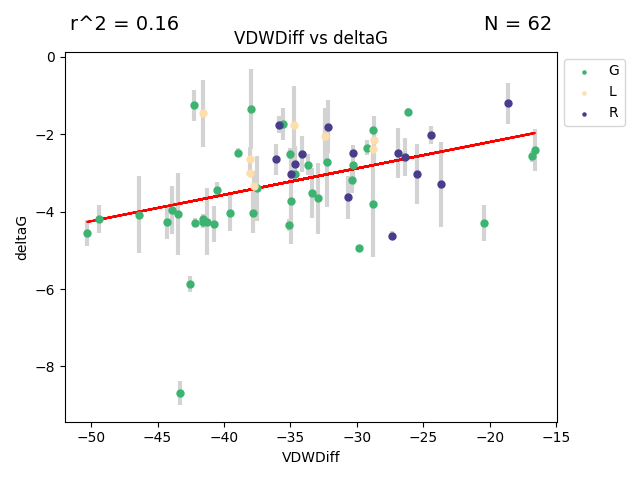 r^2 = 0.16
N = 62
VDWDiff vs deltaG
G
L
R
0
−2
−4
−6
−8
deltaG
−50
−45
−40
−35
−30
−25
−20
−15
VDWDiff